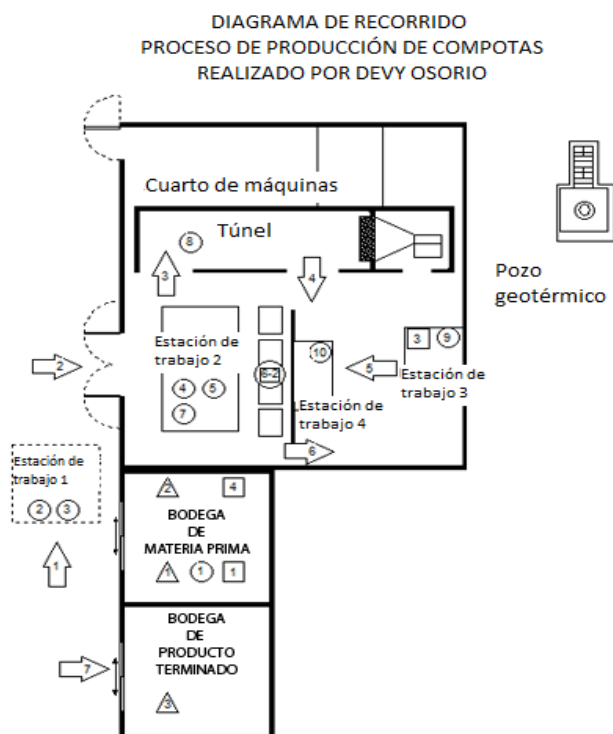 DIAGRAMA DE RECORRIDO
PROCESO DE PRODUCCIÓN DE COMPOTAS
REALIZADO POR DEVY OSORIO
Cuarto de máquinas
Túnel
8
3
4
Pozo
geotérmico
2
Estación de
trabajo 2
4
5
7
6-2
10
Estación de
trabajo 4
5
3
9
Estación de
trabajo 3
6
Estación de
trabajo 1
2
3
1
2
4
BODEGA
DE
MATERIA PRIMA
1
1
1
BODEGA
DE
PRODUCTO
TERMINADO
7
3